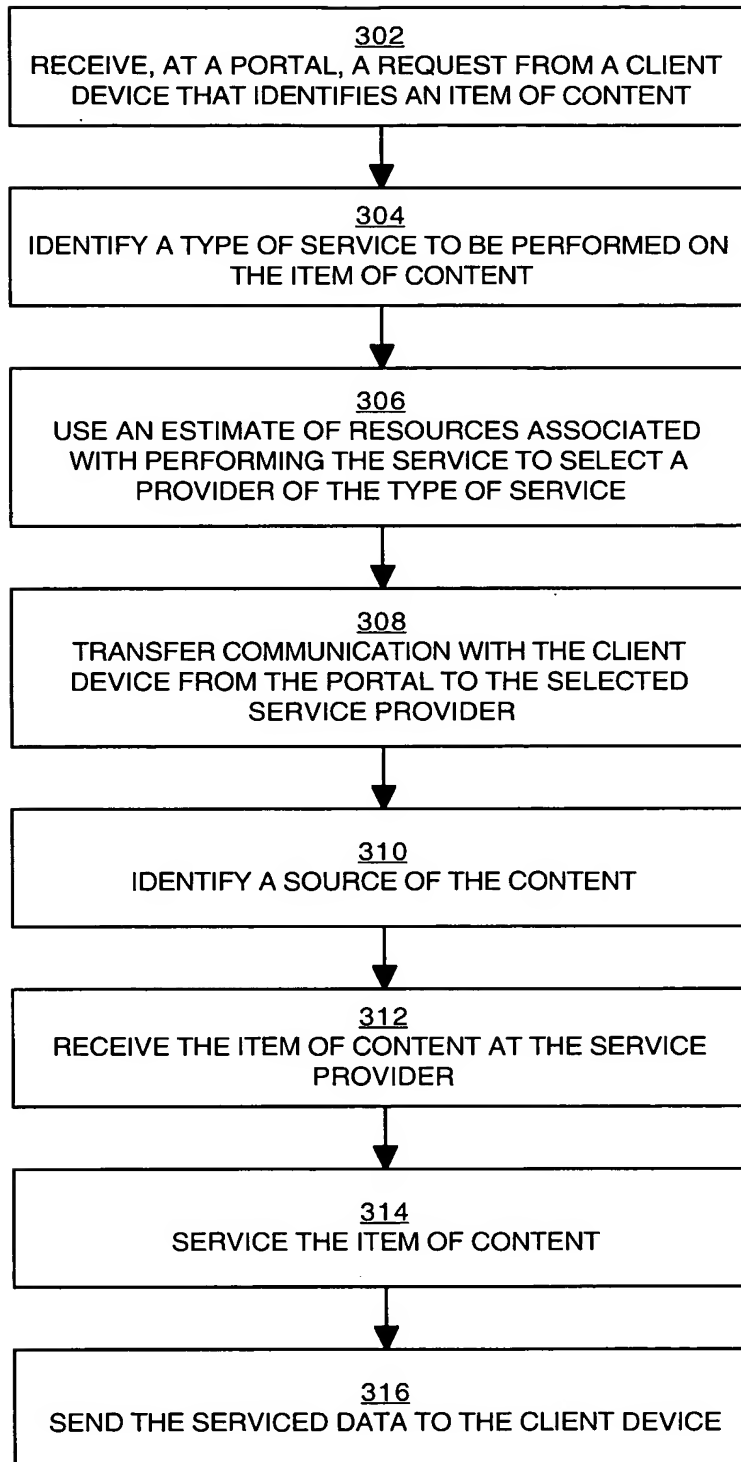 302
RECEIVE, AT A PORTAL, A REQUEST FROM A CLIENT
DEVICE THAT IDENTIFIES AN ITEM OF CONTENT
304
IDENTIFY A TYPE OF SERVICE TO BE PERFORMED ON
THE ITEM OF CONTENT
306
USE AN ESTIMATE OF RESOURCES ASSOCIATED
WITH PERFORMING THE SERVICE TO SELECT A
PROVIDER OF THE TYPE OF SERVICE
308
TRANSFER COMMUNICATION WITH THE CLIENT
DEVICE FROM THE PORTAL TO THE SELECTED
SERVICE PROVIDER
310
IDENTIFY A SOURCE OF THE CONTENT
312
RECEIVE THE ITEM OF CONTENT AT THE SERVICE
PROVIDER
314
SERVICE THE ITEM OF CONTENT
316
SEND THE SERVICED DATA TO THE CLIENT DEVICE